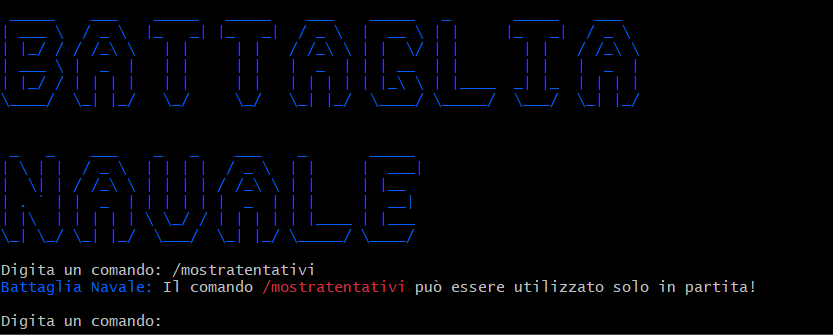 BATTAGLIA
NAVALE
Digita un comando: /mostratentativi
Battaglia Navale: Il comando /mostratentativi può essere utilizzato solo in partita!
Digita un comando: